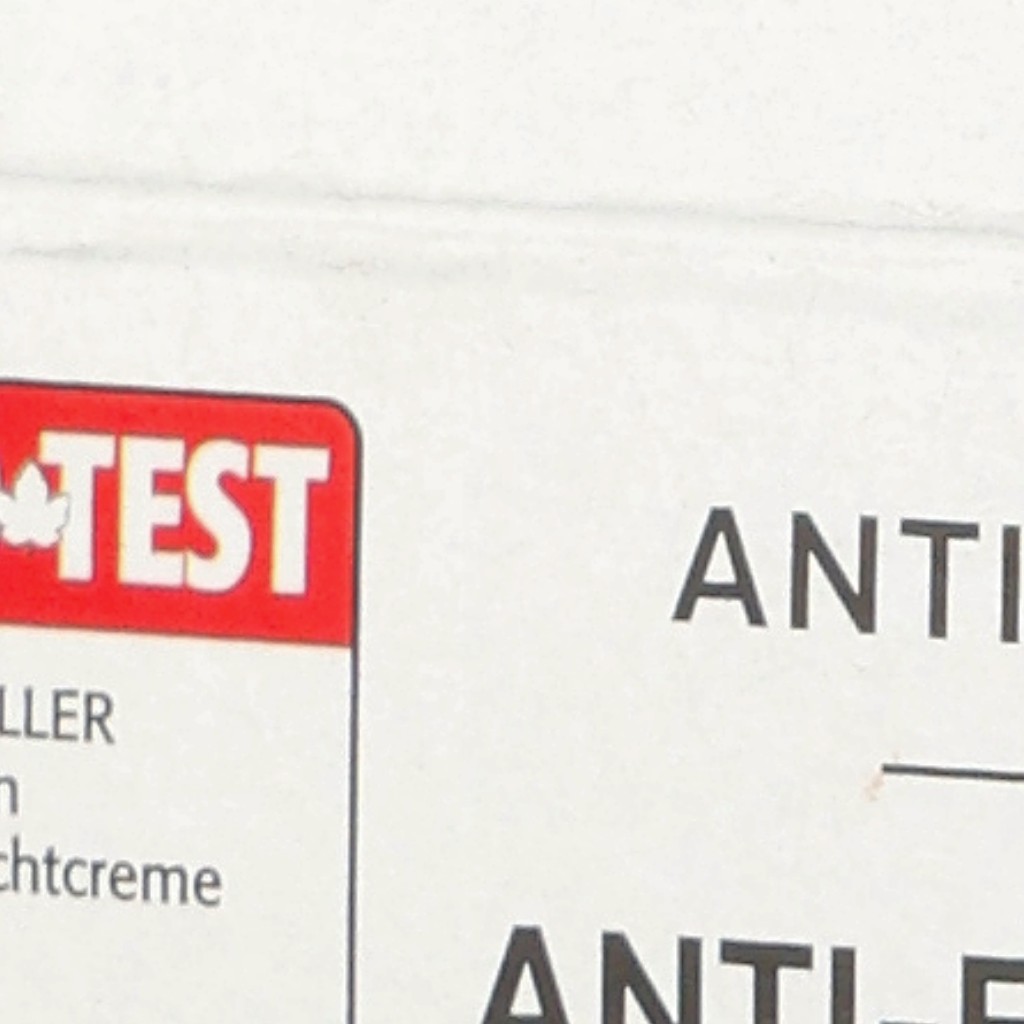 TEST
LLER
n
chtcreme
ANTI
ANTI-